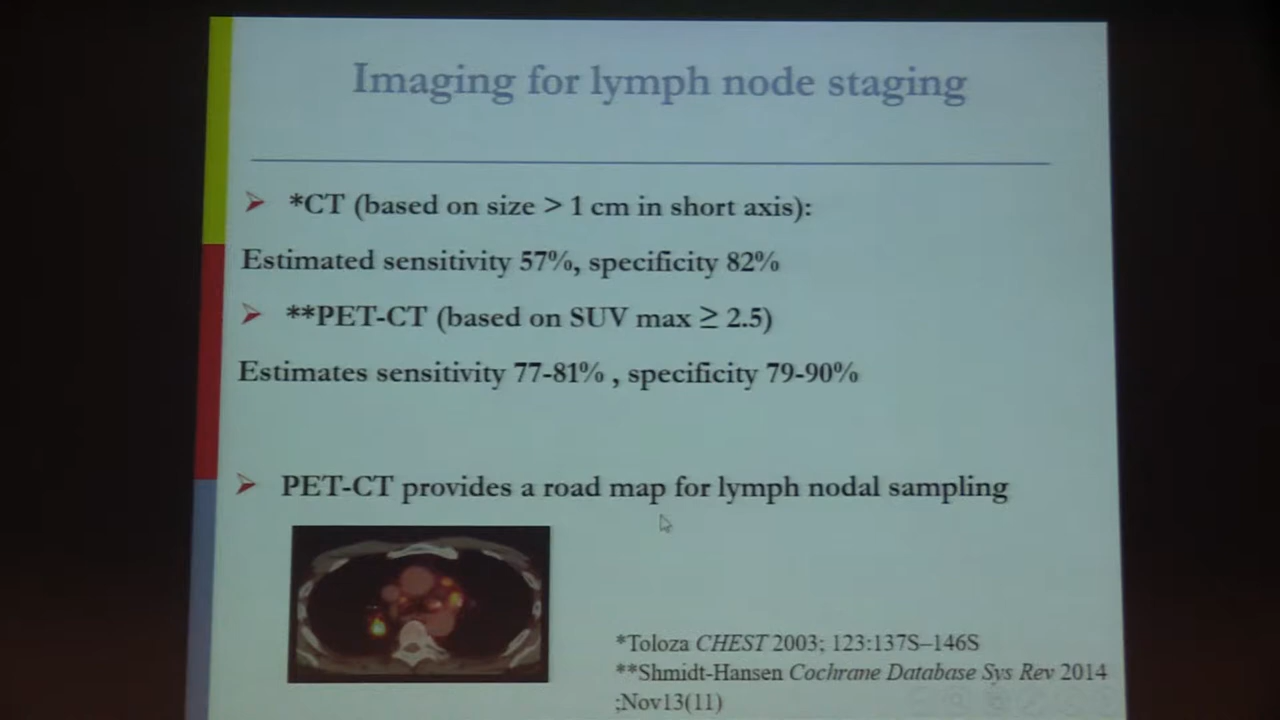 Imaging for lymph node staging
*CT (based on size > 1 cm in short axis):
Estimated sensitivity 57%, specificity 82%
**PET-CT (based on SUV max ≥ 2.5)
Estimates sensitivity 77-81% , specificity 79-90%
PET-CT provides a road map for lymph nodal sampling
*Toloza CHEST 2003; 123:137S–146S
**Shmidt-Hansen Cochrane Database Sys Rev 2014
;Nov13(11)